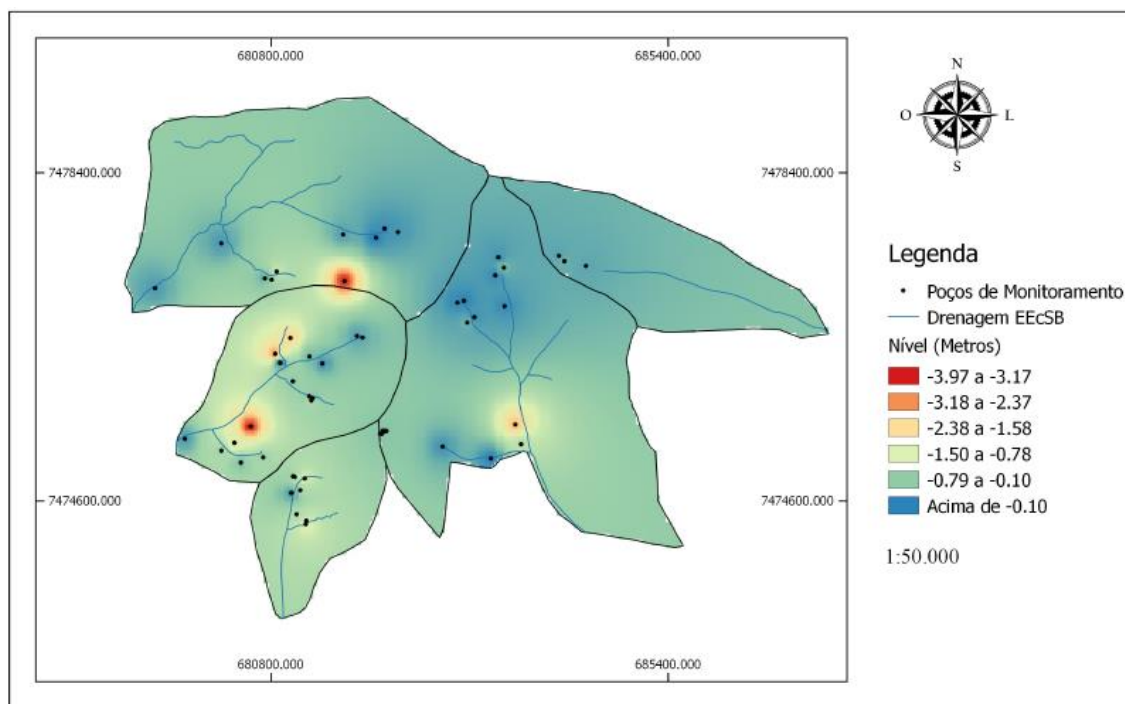 680800.000 685400.000
N
O L
S
7478400.000 7478400.000
Legenda
Poços de Monitoramento
Drenagem EEcSB
Nível (Metros)
-3.97 a -3.17
-3.18 a -2.37
-2.38 a -1.58
-1.50 a -0.78
-0.79 a -0.10
Acima de -0.10
7474600.000 7474600.000
1:50.000
680800.000 685400.000